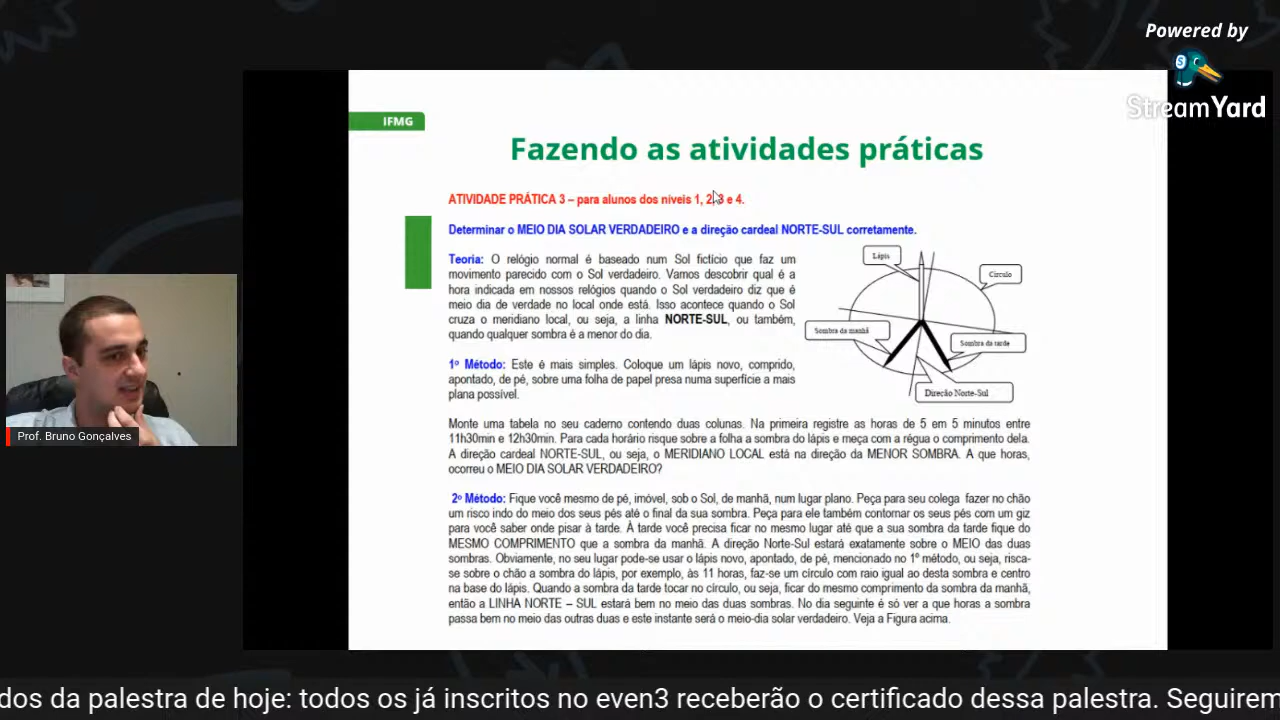 Powered by
StreamYard
IFMG
Fazendo as atividades práticas
ATIVIDADE PRÁTICA 3 – para alunos dos níveis 1, 2, 3 e 4.
Determinar o MEIO DIA SOLAR VERDADEIRO e a direção cardeal NORTE-SUL corretamente.
Teoria: O relógio normal é baseado num Sol fictício que faz um
movimento parecido com o Sol verdadeiro. Vamos descobrir qual é a
hora indicada em nossos relógios quando o Sol verdadeiro diz que é
meio dia de verdade no local onde está. Isso acontece quando o Sol
cruza o meridiano local, ou seja, a linha NORTE-SUL, ou também,
quando qualquer sombra é a menor do dia.
Lápis
Círculo
Sombra da manhã
Sombra da tarde
Direção Norte-Sul
1º Método: Este é mais simples. Coloque um lápis novo, comprido,
apontado, de pé, sobre uma folha de papel presa numa superfície a mais
plana possível.
Monte uma tabela no seu caderno contendo duas colunas. Na primeira registre as horas de 5 em 5 minutos entre
11h30min e 12h30min. Para cada horário risque sobre a folha a sombra do lápis e meça com a régua o comprimento dela.
A direção cardeal NORTE-SUL, ou seja, o MERIDIANO LOCAL está na direção da MENOR SOMBRA. A que horas,
ocorreu o MEIO DIA SOLAR VERDADEIRO?
2º Método: Fique você mesmo de pé, imóvel, sob o Sol, de manhã, num lugar plano. Peça para seu colega fazer no chão
um risco indo do meio dos seus pés até o final da sua sombra. Peça para ele também contornar os seus pés com um giz
para você saber onde pisar à tarde. À tarde você precisa ficar no mesmo lugar até que a sua sombra da tarde fique do
MESMO COMPRIMENTO que a sombra da manhã. A direção Norte-Sul estará exatamente sobre o MEIO das duas
sombras. Obviamente, no seu lugar pode-se usar o lápis novo, apontado, de pé, mencionado no 1º método, ou seja, risca-
se sobre o chão a sombra do lápis, por exemplo, às 11 horas, faz-se um círculo com raio igual ao desta sombra e centro
na base do lápis. Quando a sombra da tarde tocar no círculo, ou seja, ficar do mesmo comprimento da sombra da manhã,
então a LINHA NORTE – SUL estará bem no meio das duas sombras. No dia seguinte é só ver a que horas a sombra
passa bem no meio das outras duas e este instante será o meio-dia solar verdadeiro. Veja a Figura acima.
Prof. Bruno Gonçalves
dos da palestra de hoje: todos os já inscritos no even3 receberão o certificado dessa palestra. Seguirem